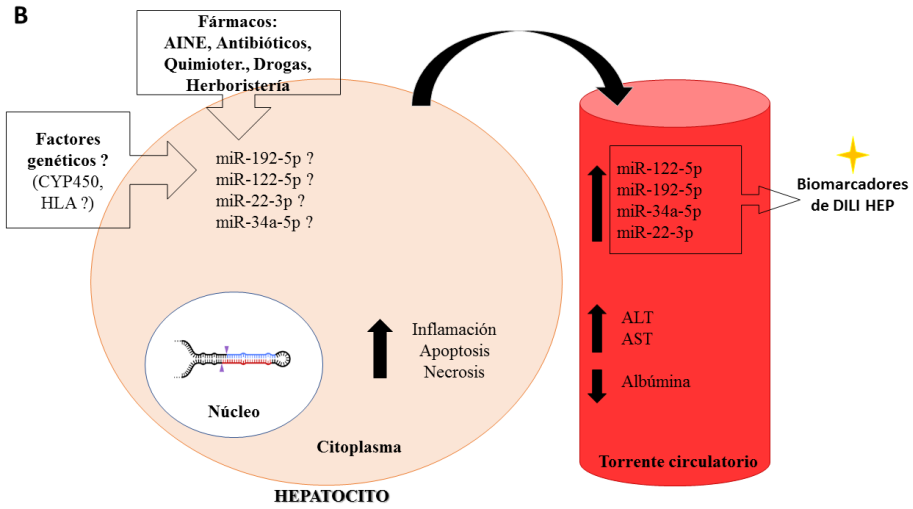 B
Fármacos:
AINE, Antibióticos,
Quimioter., Drogas,
Herboristería
Factores
genéticos ?
(CYP450,
HLA ?)
miR-192-5p ?
miR-122-5p ?
miR-22-3p ?
miR-34a-5p ?
Inflamación
Apoptosis
Necrosis
Núcleo
Citoplasma
HEPATOCITO
miR-122-5p
miR-192-5p
miR-34a-5p
miR-22-3p
Biomarcadores
de DILI HEP
ALT
AST
Albúmina
Torrente circulatorio